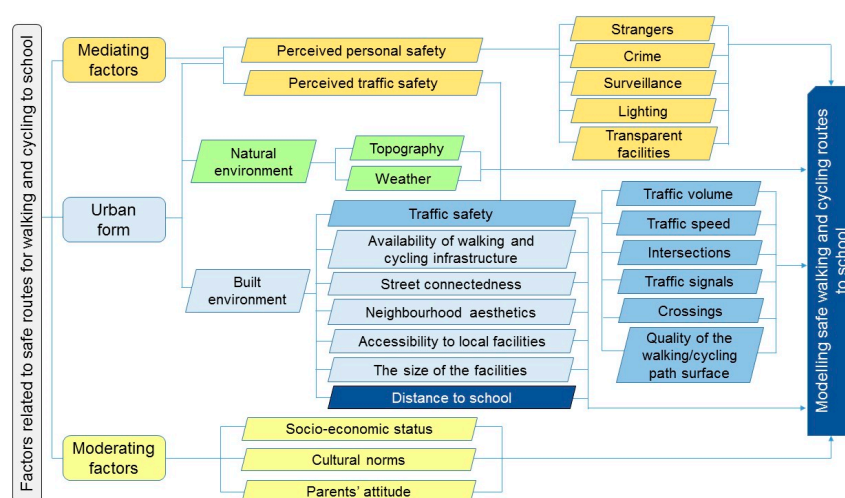 Factors related to safe routes for walking and cycling to school
Mediating
factors
Perceived personal safety
Perceived traffic safety
Strangers
Crime
Surveillance
Lighting
Transparent
facilities
Urban
form
Natural
environment
Topography
Weather
Built
environment
Traffic safety
Availability of walking and
cycling infrastructure
Street connectedness
Neighbourhood aesthetics
Accessibility to local facilities
The size of the facilities
Distance to school
Traffic volume
Traffic speed
Intersections
Traffic signals
Crossings
Quality of the
walking/cycling
path surface
Moderating
factors
Socio-economic status
Cultural norms
Parents' attitude
Modelling safe walking and cycling routes
to school